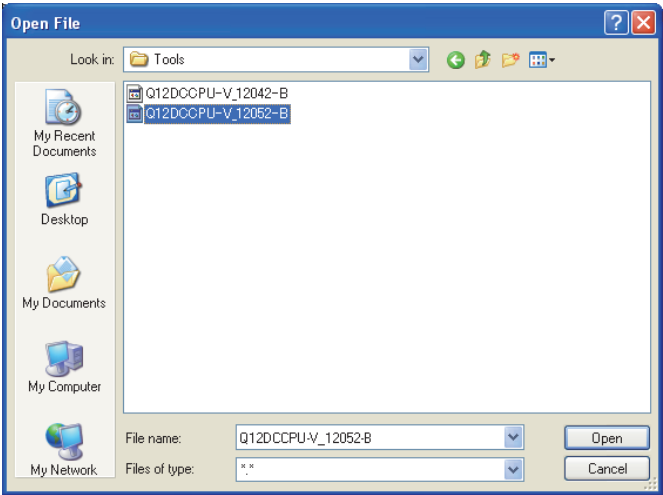 Open File
Look in:
Tools
Q12DCCPU-V_12042-B
Q12DCCPU-V_12052-B
My Recent
Documents
Desktop
My Documents
My Computer
My Network
File name:
Q12DCCPU-V_12052-B
Open
Files of type:
*.*
Cancel